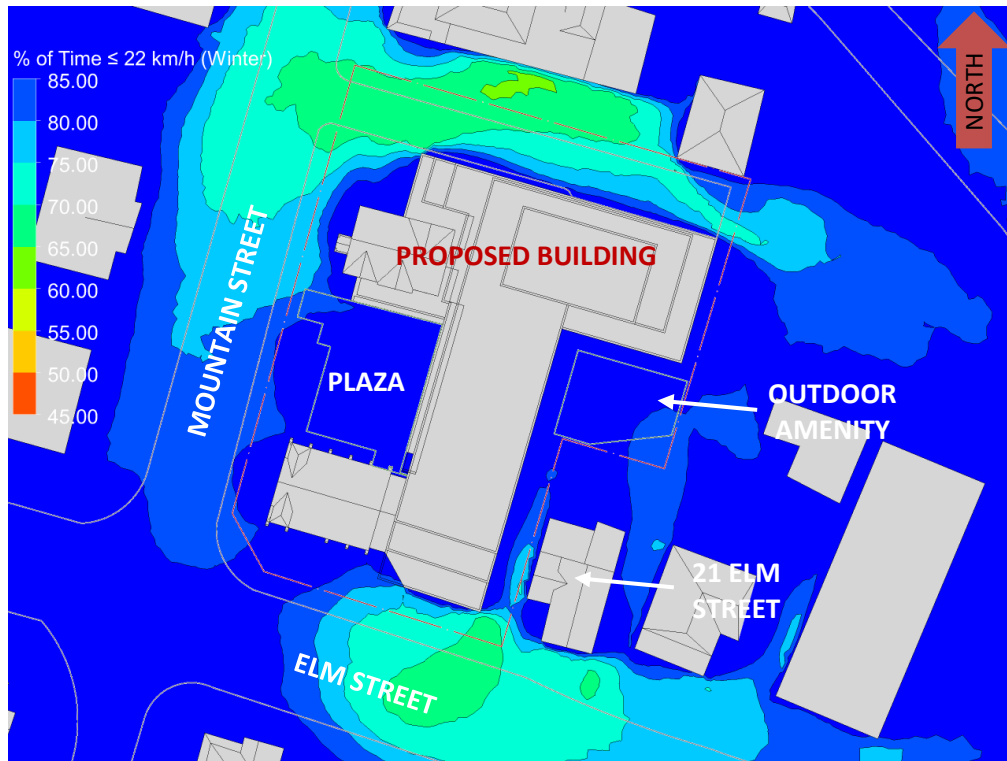 % of Time ≤ 22 km/h (Winter)
85.00
80.00
75.00
70.00
65.00
60.00
55.00
50.00
45.00
NORTH
MOUNTAIN STREET
PROPOSED BUILDING
PLAZA
OUTDOOR
AMENITY
21 ELM
STREET
ELM STREET